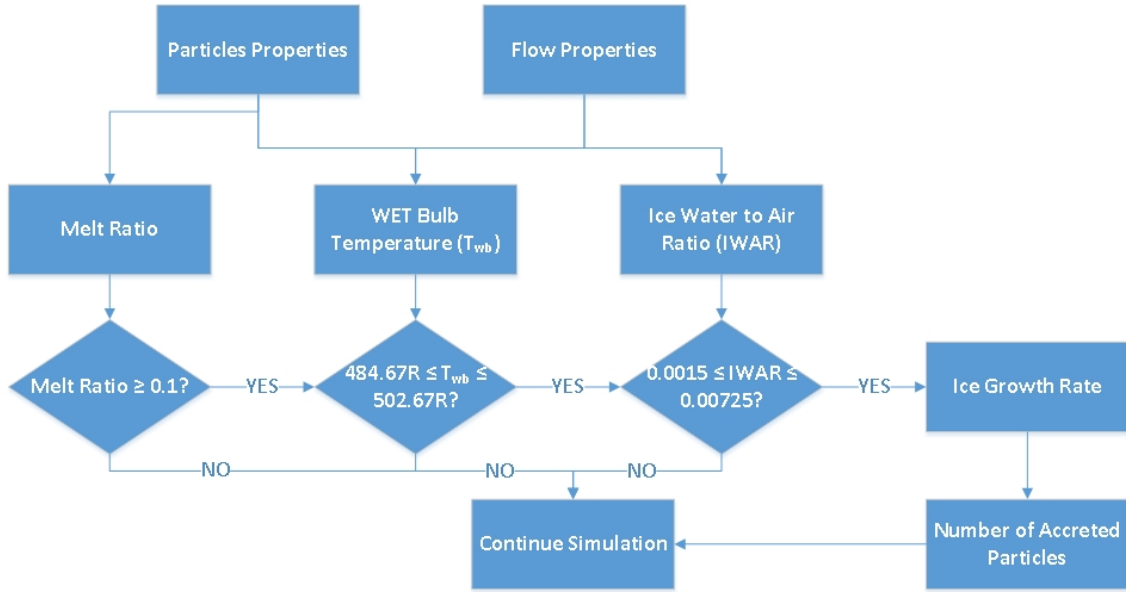 Particles Properties
Flow Properties
Melt Ratio
WET Bulb
Temperature (Twb)
Ice Water to Air
Ratio (IWAR)
Melt Ratio ≥ 0.1?
YES
484.67R ≤ Twb ≤
502.67R?
YES
0.0015 ≤ IWAR ≤
0.00725?
YES
Ice Growth Rate
NO
NO
NO
Continue Simulation
Number of Accreted
Particles